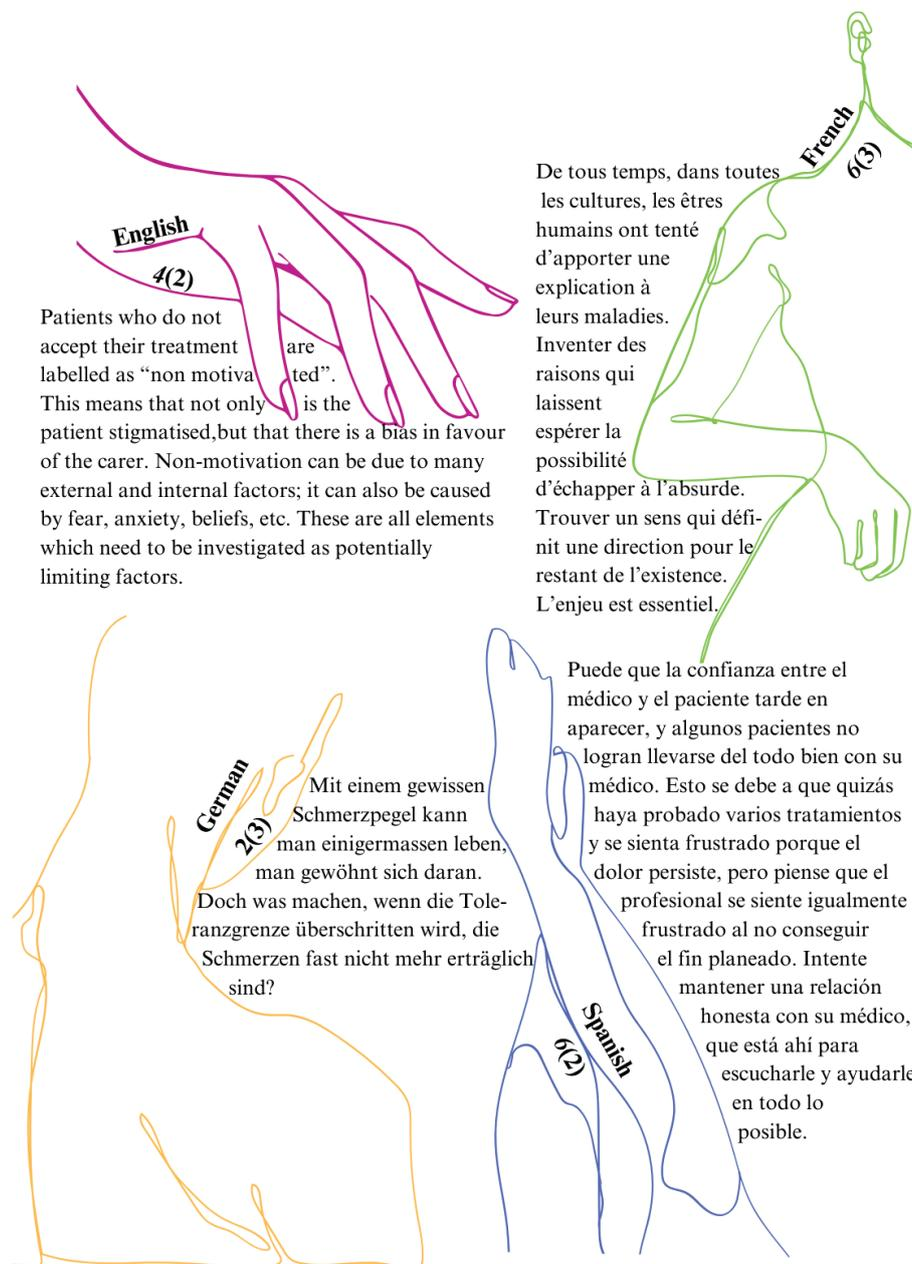 English
4(2)
Patients who do not
accept their treatment are
labelled as “non motivated”.
This means that not only is the
patient stigmatised,but that there is a bias in favour
of the carer. Non-motivation can be due to many
external and internal factors; it can also be caused
by fear, anxiety, beliefs, etc. These are all elements
which need to be investigated as potentially
limiting factors.
French
6(3)
De tous temps, dans toutes
les cultures, les êtres
humains ont tenté
d’apporter une
explication à
leurs maladies.
Inventer des
raisons qui
laissent
espérer la
possibilité
d’échapper à l’absurde.
Trouver un sens qui défi-
nit une direction pour le
restant de l’existence.
L’enjeu est essentiel.
German
2(3)
Mit einem gewissen
Schmerzpegel kann
man einigermassen leben,
man gewöhnt sich daran.
Doch was machen, wenn die Tole-
ranzgrenze überschritten wird, die
Schmerzen fast nicht mehr erträglich
sind?
Spanish
6(2)
Puede que la confianza entre el
médico y el paciente tarde en
aparecer, y algunos pacientes no
logran llevarse del todo bien con su
médico. Esto se debe a que quizás
haya probado varios tratamientos
y se sienta frustrado porque el
dolor persiste, pero piense que el
profesional se siente igualmente
frustrado al no conseguir
el fin planeado. Intente
mantener una relación
honesta con su médico,
que está ahí para
escucharle y ayudarle
en todo lo
posible.